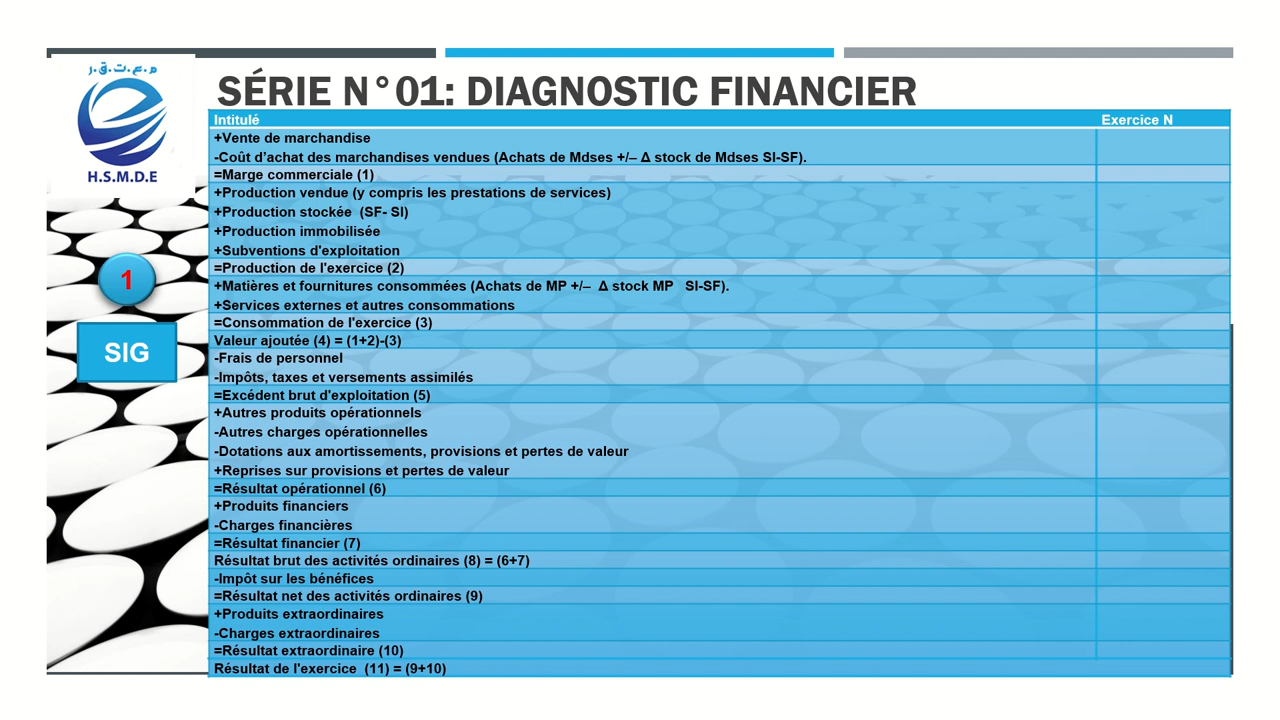 م.ع.ت.ق.ر
H.S.M.D.E
SÉRIE N°01: DIAGNOSTIC FINANCIER
1
SIG
Intitulé Exercice N
+Vente de marchandise
-Coût d'achat des marchandises vendues (Achats de Mdses +/– Δ stock de Mdses SI-SF).
=Marge commerciale (1)
+Production vendue (y compris les prestations de services)
+Production stockée (SF- SI)
+Production immobilisée
+Subventions d'exploitation
=Production de l'exercice (2)
+Matières et fournitures consommées (Achats de MP +/– Δ stock MP SI-SF).
+Services externes et autres consommations
=Consommation de l'exercice (3)
Valeur ajoutée (4) = (1+2)-(3)
-Frais de personnel
-Impôts, taxes et versements assimilés
=Excédent brut d'exploitation (5)
+Autres produits opérationnels
-Autres charges opérationnelles
-Dotations aux amortissements, provisions et pertes de valeur
+Reprises sur provisions et pertes de valeur
=Résultat opérationnel (6)
+Produits financiers
-Charges financières
=Résultat financier (7)
Résultat brut des activités ordinaires (8) = (6+7)
-Impôt sur les bénéfices
=Résultat net des activités ordinaires (9)
+Produits extraordinaires
-Charges extraordinaires
=Résultat extraordinaire (10)
Résultat de l'exercice (11) = (9+10)